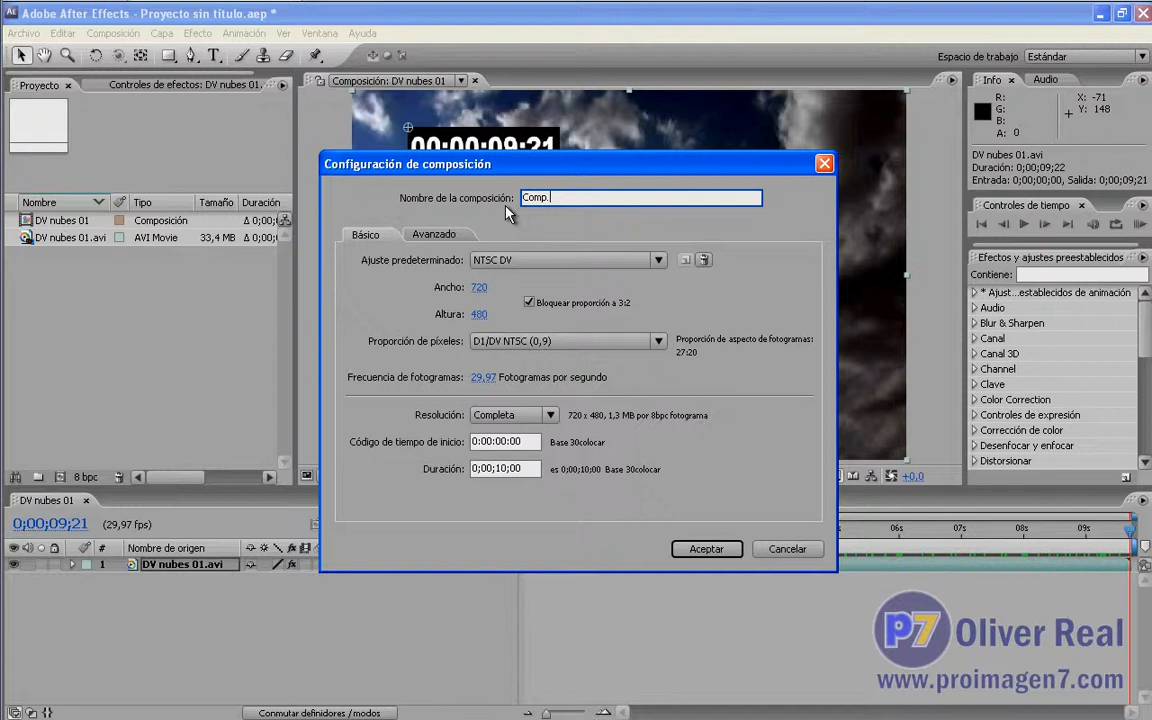 Adobe After Effects - Proyecto sin título.aep *
Archivo Editar Composición Capa Efecto Animación Ver Ventana Ayuda
Espacio de trabajo Estándar
Proyecto Controles de efectos: DV nubes 01.
Composición: DV nubes 01
Info Audio
R: X: -71
G: Y: 148
B:
A: 0
DV nubes 01.avi
Duración: 0;00;09;22
Entrada: 0;00;00;00, Salida: 0;00;09;21
00:00:09:21
Nombre Tipo Tamaño Duración
DV nubes 01 Composición Δ 0;00;
DV nubes 01.avi AVI Movie 33,4 MB Δ 0;00;
Controles de tiempo
Efectos y ajustes preestablecidos
Contiene:
* Ajust...establecidos de animación
Audio
Blur & Sharpen
Canal
Canal 3D
Channel
Clave
Color Correction
Controles de expresión
Corrección de color
Desenfocar y enfocar
Distorsionar
Configuración de composición
Nombre de la composición: Comp.
Básico Avanzado
Ajuste predeterminado: NTSC DV
Ancho: 720
Bloquear proporción a 3:2
Altura: 480
Proporción de píxeles: D1/DV NTSC (0,9)
Proporción de aspecto de fotogramas:
27:20
Frecuencia de fotogramas: 29,97 Fotogramas por segundo
Resolución: Completa 720 x 480, 1,3 MB por 8bpc fotograma
Código de tiempo de inicio: 0:00:00:00 Base 30colocar
Duración: 0;00;10;00 es 0;00;10;00 Base 30colocar
Aceptar Cancelar
8 bpc
+0,0
DV nubes 01
0;00;09;21 (29,97 fps)
06s 07s 08s 09s
# Nombre de origen
1 DV nubes 01.avi
Conmutar definidores /modos
P7 Oliver Real
www.proimagen7.com